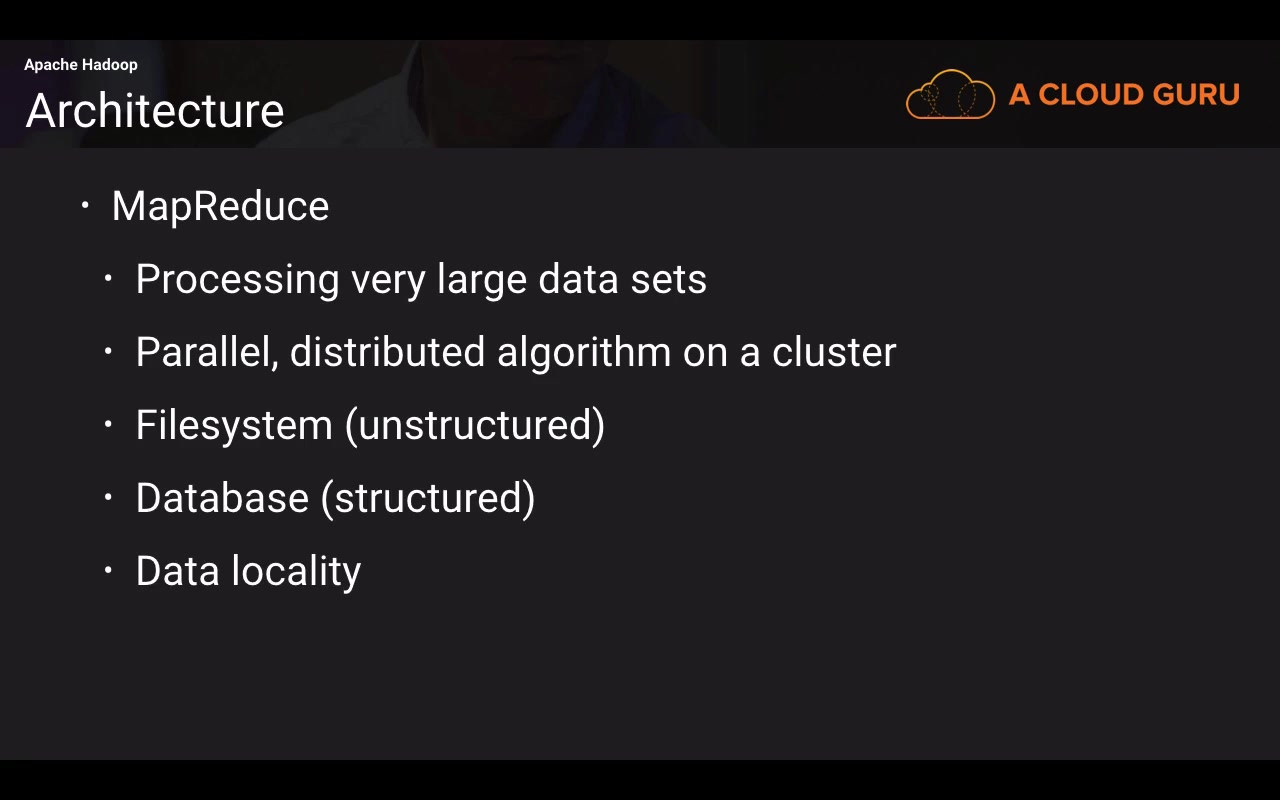 Apache Hadoop
Architecture
A CLOUD GURU
• MapReduce
• Processing very large data sets
• Parallel, distributed algorithm on a cluster
• Filesystem (unstructured)
• Database (structured)
• Data locality